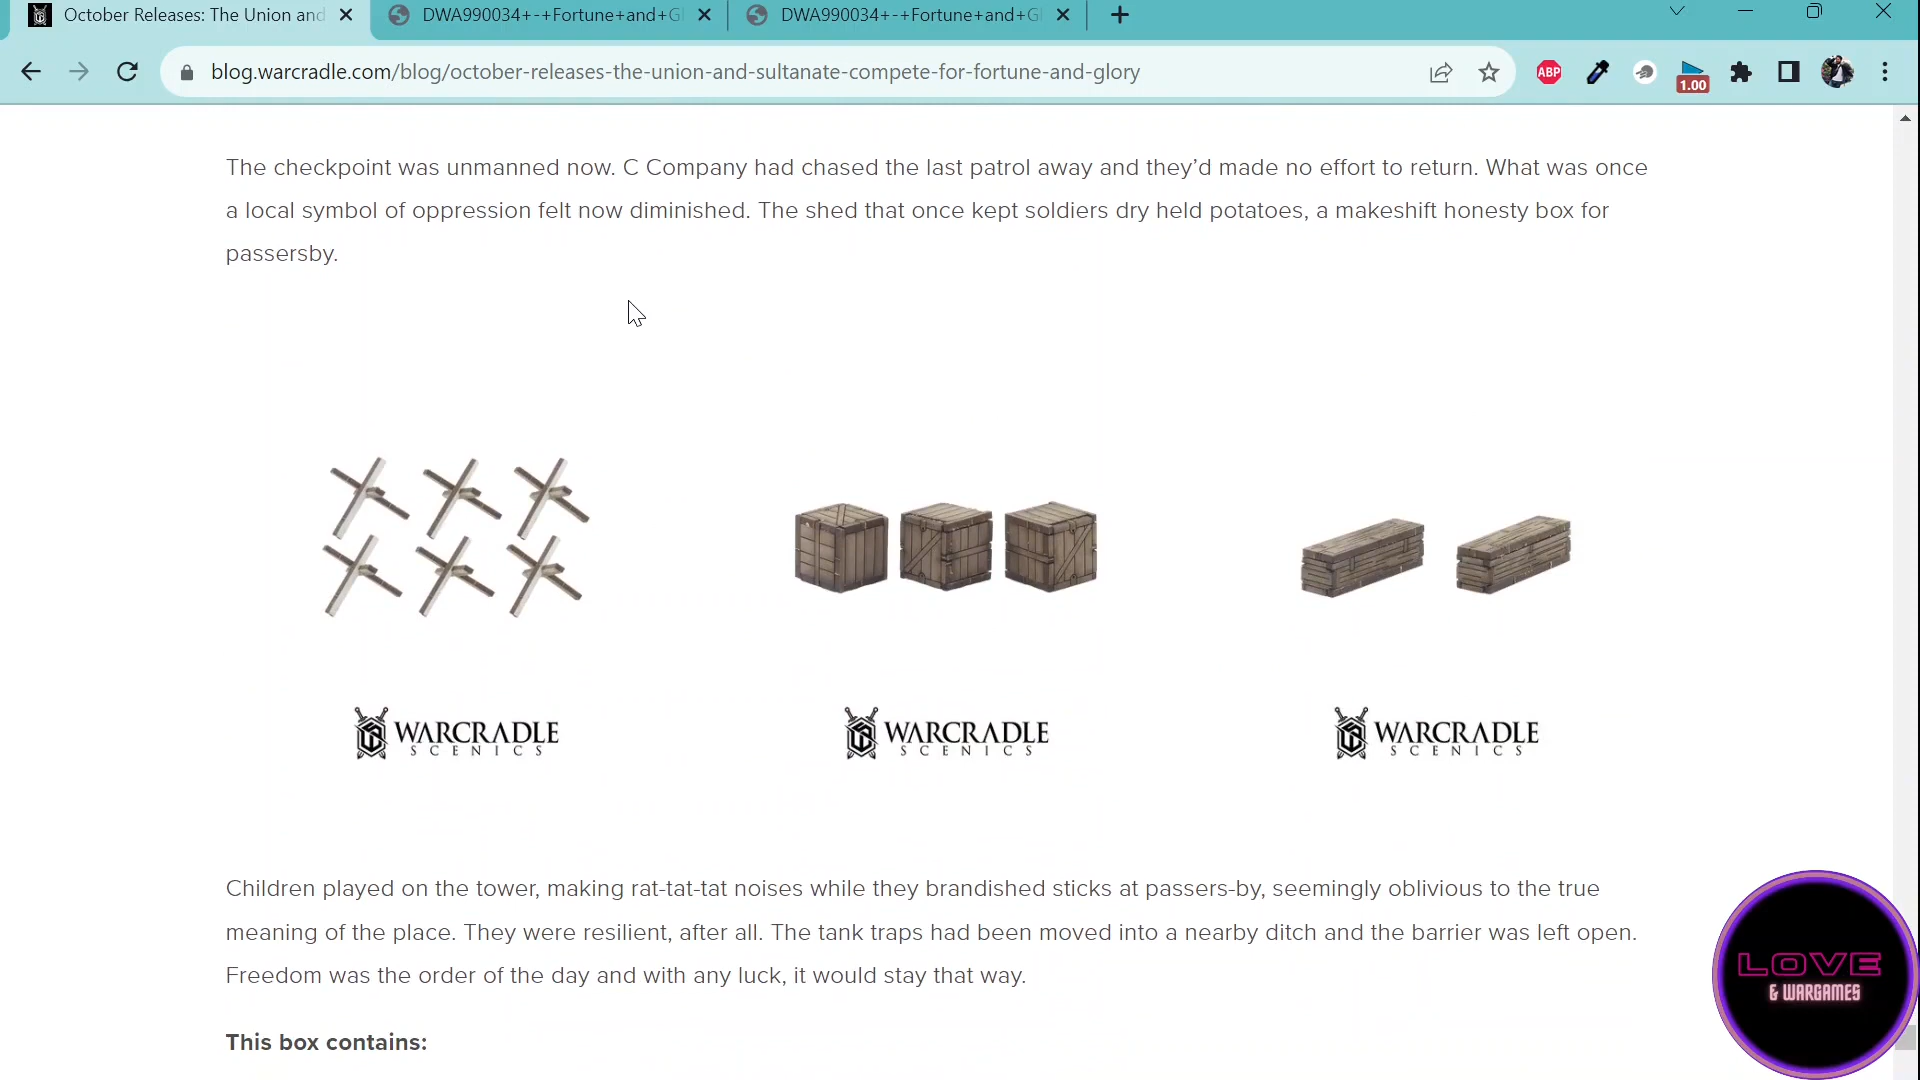 October Releases: The Union and
DWA990034+-+Fortune+and+G
DWA990034+-+Fortune+and+G
blog.warcradle.com/blog/october-releases-the-union-and-sultanate-compete-for-fortune-and-glory
ABP
1.00
The checkpoint was unmanned now. C Company had chased the last patrol away and they’d made no effort to return. What was once
a local symbol of oppression felt now diminished. The shed that once kept soldiers dry held potatoes, a makeshift honesty box for
passersby.
WARCRADLE
SCENICS
WARCRADLE
SCENICS
WARCRADLE
SCENICS
Children played on the tower, making rat-tat-tat noises while they brandished sticks at passers-by, seemingly oblivious to the true
meaning of the place. They were resilient, after all. The tank traps had been moved into a nearby ditch and the barrier was left open.
Freedom was the order of the day and with any luck, it would stay that way.
This box contains:
LOVE
& WARGAMES